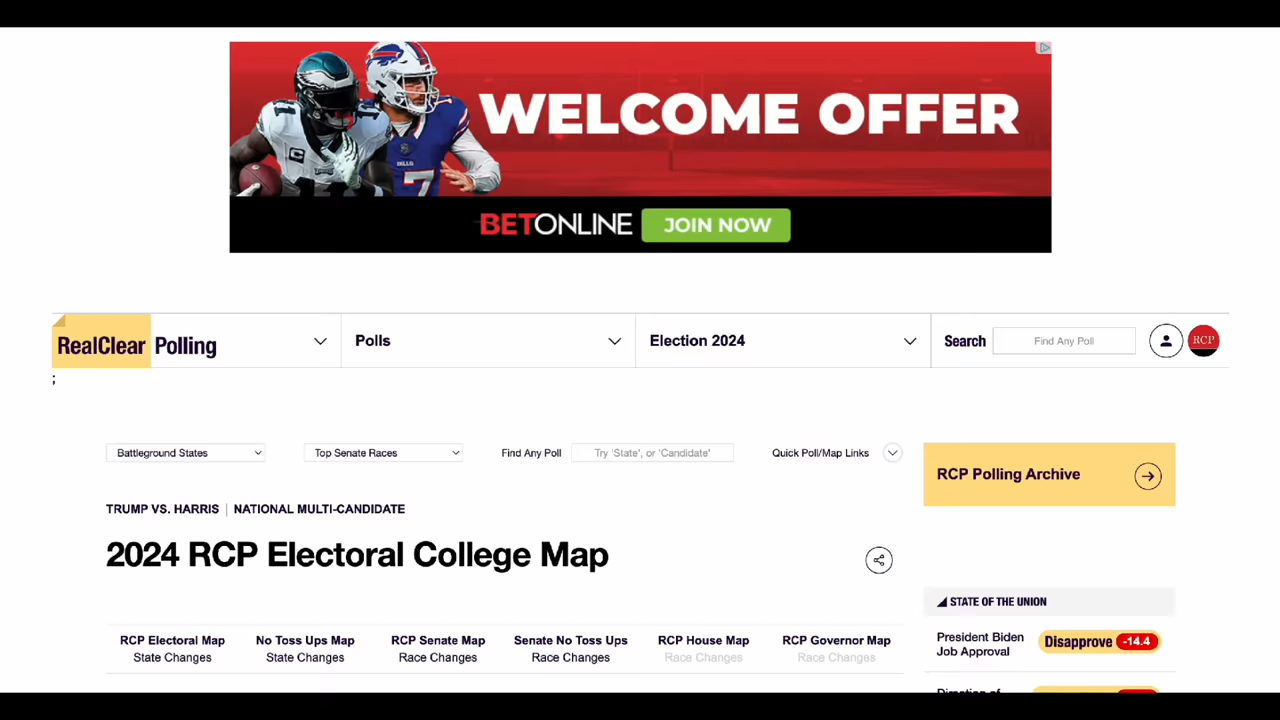 WELCOME OFFER
BETONLINE JOIN NOW
RealClear Polling
Polls
Election 2024
Search
Find Any Poll
RCP
;
Battleground States
Top Senate Races
Find Any Poll
Try 'State', or 'Candidate'
Quick Poll/Map Links
RCP Polling Archive
TRUMP VS. HARRIS | NATIONAL MULTI-CANDIDATE
2024 RCP Electoral College Map
STATE OF THE UNION
RCP Electoral Map
State Changes
No Toss Ups Map
State Changes
RCP Senate Map
Race Changes
Senate No Toss Ups
Race Changes
RCP House Map
Race Changes
RCP Governor Map
Race Changes
President Biden
Job Approval
Disapprove -14.4